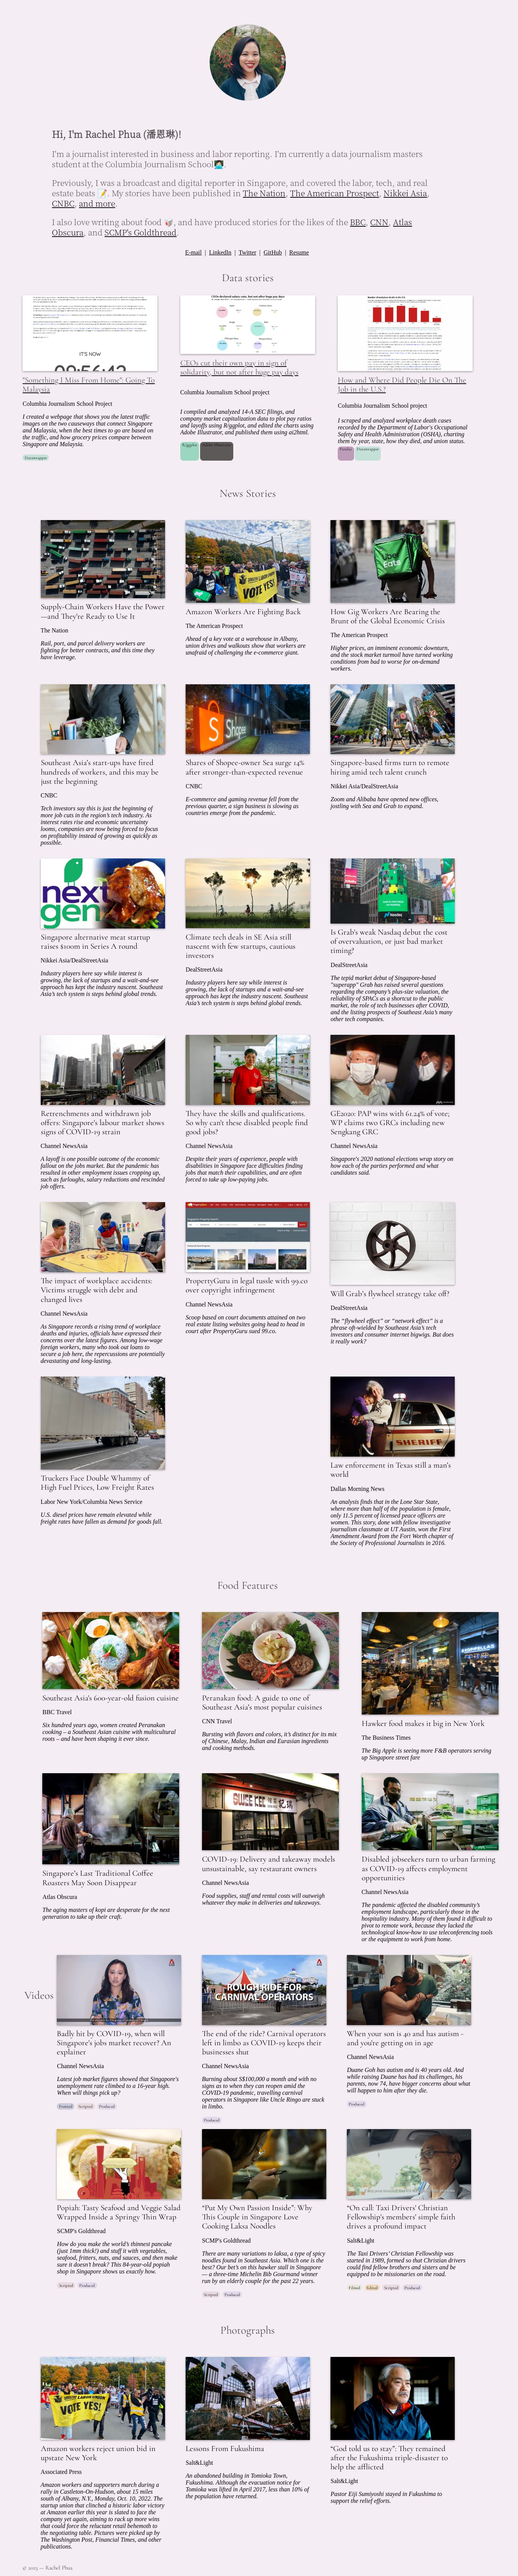 Hi, I'm Rachel Phua (潘恩琳)!
I'm a journalist interested in business and labor reporting. I'm currently a data journalism masters
student at the Columbia Journalism School👩🏻‍💻.
Previously, I was a broadcast and digital reporter in Singapore, and covered the labor, tech, and real
estate beats 📝. My stories have been published in The Nation, The American Prospect, Nikkei Asia,
CNBC, and more.
I also love writing about food 🥡, and have produced stories for the likes of the BBC, CNN, Atlas
Obscura, and SCMP's Goldthread.
E-mail | LinkedIn | Twitter | GitHub | Resume
Data stories
IT'S NOW
"Something I Miss From Home": Going To
Malaysia
Columbia Journalism School Project
I created a webpage that shows you the latest traffic
images on the two causeways that connect Singapore
and Malaysia, when the best times to go are based on
the traffic, and how grocery prices compare between
Singapore and Malaysia.
Datawrapper
CEOs cut their own pay in sign of
solidarity, but not after huge pay days
Columbia Journalism School project
I compiled and analyzed 14-A SEC filings, and
company market capitalization data to plot pay ratios
and layoffs using R/ggplot, and edited the charts using
Adobe Illustrator, and published them using ai2html.
R/ggplot
How and Where Did People Die On The
Job in the U.S.?
Columbia Journalism School project
I scraped and analyzed workplace death cases
recorded by the Department of Labor's Occupational
Safety and Health Administration (OSHA), charting
them by year, state, how they died, and union status.
Pandas Datawrapper
News Stories
Supply-Chain Workers Have the Power
—and They're Ready to Use It
The Nation
Rail, port, and parcel delivery workers are
fighting for better contracts, and this time they
have leverage.
VOTE YES!
Amazon Workers Are Fighting Back
The American Prospect
Ahead of a key vote at a warehouse in Albany,
union drives and walkouts show that workers are
unafraid of challenging the e-commerce giant.
Uber
Eats
How Gig Workers Are Bearing the
Brunt of the Global Economic Crisis
The American Prospect
Higher prices, an imminent economic downturn,
and the stock market turmoil have turned working
conditions from bad to worse for on-demand
workers.
Southeast Asia's start-ups have fired
hundreds of workers, and this may be
just the beginning
CNBC
Tech investors say this is just the beginning of
more job cuts in the region's tech industry. As
interest rates rise and economic uncertainty
looms, companies are now being forced to focus
on profitability instead of growing as quickly as
possible.
Shopee
Shares of Shopee-owner Sea surge 14%
after stronger-than-expected revenue
CNBC
E-commerce and gaming revenue fell from the
previous quarter, a sign business is slowing as
countries emerge from the pandemic.
Singapore-based firms turn to remote
hiring amid tech talent crunch
Nikkei Asia/DealStreetAsia
Zoom and Alibaba have opened new offices,
jostling with Sea and Grab to expand.
next
gen
Singapore alternative meat startup
raises $100m in Series A round
Nikkei Asia/DealStreetAsia
Industry players here say while interest is
growing, the lack of startups and a wait-and-see
approach has kept the industry nascent. Southeast
Asia's tech system is steps behind global trends.
Climate tech deals in SE Asia still
nascent with few startups, cautious
investors
DealStreetAsia
Industry players here say while interest is
growing, the lack of startups and a wait-and-see
approach has kept the industry nascent. Southeast
Asia's tech system is steps behind global trends.
Nasdaq
Is Grab's weak Nasdaq debut the cost
of overvaluation, or just bad market
timing?
DealStreetAsia
The tepid market debut of Singapore-based
"superapp" Grab has raised several questions
regarding the company's plus-size valuation, the
reliability of SPACs as a shortcut to the public
market, the role of tech businesses after COVID,
and the listing prospects of Southeast Asia's many
other tech companies.
Retrenchments and withdrawn job
offers: Singapore's labour market shows
signs of COVID-19 strain
Channel NewsAsia
A layoff is one possible outcome of the economic
fallout on the jobs market. But the pandemic has
resulted in other employment issues cropping up,
such as furloughs, salary reductions and rescinded
job offers.
They have the skills and qualifications.
So why can't these disabled people find
good jobs?
Channel NewsAsia
Despite their years of experience, people with
disabilities in Singapore face difficulties finding
jobs that match their capabilities, and are often
forced to take up low-paying jobs.
GE2020: PAP wins with 61.24% of vote;
WP claims two GRCs including new
Sengkang GRC
Channel NewsAsia
Singapore's 2020 national elections wrap story on
how each of the parties performed and what
candidates said.
The impact of workplace accidents:
Victims struggle with debt and
changed lives
Channel NewsAsia
As Singapore records a rising trend of workplace
deaths and injuries, officials have expressed their
concerns over the latest figures. Among low-wage
foreign workers, many who took out loans to
secure a job here, the repercussions are potentially
devastating and long-lasting.
PropertyGuru in legal tussle with 99.co
over copyright infringement
Channel NewsAsia
Scoop based on court documents attained on two
real estate listing websites going head to head in
court after PropertyGuru sued 99.co.
Will Grab's flywheel strategy take off?
DealStreetAsia
The "flywheel effect" or "network effect" is a
phrase oft-wielded by Southeast Asia's tech
investors and consumer internet bigwigs. But does
it really work?
Truckers Face Double Whammy of
High Fuel Prices, Low Freight Rates
Labor New York/Columbia News Service
U.S. diesel prices have remain elevated while
freight rates have fallen as demand for goods fall.
SHERIFF
Law enforcement in Texas still a man's
world
Dallas Morning News
An analysis finds that in the Lone Star State,
where more than half of the population is female,
only 11.5 percent of licensed peace officers are
women. This story, done with fellow investigative
journalism classmate at UT Austin, won the First
Amendment Award from the Fort Worth chapter of
the Society of Professional Journalists in 2016.
Food Features
Southeast Asia's 600-year-old fusion cuisine
BBC Travel
Six hundred years ago, women created Peranakan
cooking – a Southeast Asian cuisine with multicultural
roots – and have been shaping it ever since.
Peranakan food: A guide to one of
Southeast Asia's most popular cuisines
CNN Travel
Bursting with flavors and colors, it's distinct for its mix
of Chinese, Malay, Indian and Eurasian ingredients
and cooking methods.
Hawker food makes it big in New York
The Business Times
The Big Apple is seeing more F&B operators serving
up Singapore street fare
Singapore's Last Traditional Coffee
Roasters May Soon Disappear
Atlas Obscura
The aging masters of kopi are desperate for the next
generation to take up their craft.
GWEE KEE
COVID-19: Delivery and takeaway models
unsustainable, say restaurant owners
Channel NewsAsia
Food supplies, staff and rental costs will outweigh
whatever they make in deliveries and takeaways.
Disabled jobseekers turn to urban farming
as COVID-19 affects employment
opportunities
Channel NewsAsia
The pandemic affected the disabled community's
employment landscape, particularly those in the
hospitality industry. Many of them found it difficult to
pivot to remote work, because they lacked the
technological know-how to use teleconferencing tools
or the equipment to work from home.
Videos
Badly hit by COVID-19, when will
Singapore's jobs market recover? An
explainer
Channel NewsAsia
Latest job market figures showed that Singapore's
unemployment rate climbed to a 16-year high.
When will things pick up?
Fronted Scripted Produced
ROUGH RIDE FOR
CARNIVAL OPERATORS
The end of the ride? Carnival operators
left in limbo as COVID-19 keeps their
businesses shut
Channel NewsAsia
Burning about S$100,000 a month and with no
signs as to when they can reopen amid the
COVID-19 pandemic, travelling carnival
operators in Singapore like Uncle Ringo are stuck
in limbo.
Produced
When your son is 40 and has autism -
and you're getting on in age
Channel NewsAsia
Duane Goh has autism and is 40 years old. And
while raising Duane has had its challenges, his
parents, now 74, have bigger concerns about what
will happen to him after they die.
Produced
Popiah: Tasty Seafood and Veggie Salad
Wrapped Inside a Springy Thin Wrap
SCMP's Goldthread
How do you make the world's thinnest pancake
(just 1mm thick!) and stuff it with vegetables,
seafood, fritters, nuts, and sauces, and then make
sure it doesn't break? This 84-year-old popiah
shop in Singapore shows us exactly how.
Scripted Produced
"Put My Own Passion Inside": Why
This Couple in Singapore Love
Cooking Laksa Noodles
SCMP's Goldthread
There are many variations to laksa, a type of spicy
noodles found in Southeast Asia. Which one is the
best? Our bet's on this hawker stall in Singapore
— a three-time Michelin Bib Gourmand winner
run by an elderly couple for the past 22 years.
Scripted Produced
"On call: Taxi Drivers' Christian
Fellowship's members' simple faith
drives a profound impact
Salt&Light
The Taxi Drivers' Christian Fellowship was
started in 1989, formed so that Christian drivers
could find fellow brothers and sisters, and be
equipped to be missionaries on the road.
Filmed Edited Scripted Produced
Photographs
VOTE YES!
Amazon workers reject union bid in
upstate New York
Associated Press
Amazon workers and supporters march during a
rally in Castleton-On-Hudson, about 15 miles
south of Albany, N.Y., Monday, Oct. 10, 2022. The
startup union that clinched a historic labor victory
at Amazon earlier this year is slated to face the
company yet again, aiming to rack up more wins
that could force the reluctant retail behemoth to
the negotiating table. Pictures were picked up by
The Washington Post, Financial Times, and other
publications.
Lessons From Fukushima
Salt&Light
An abandoned building in Tomioka Town,
Fukushima. Although the evacuation notice for
Tomioka was lifted in April 2017, less than 10% of
the population have returned.
"God told us to stay": They remained
after the Fukushima triple-disaster to
help the afflicted
Salt&Light
Pastor Eiji Sumiyoshi stayed in Fukushima to
support the relief efforts.
© 2023 — Rachel Phua